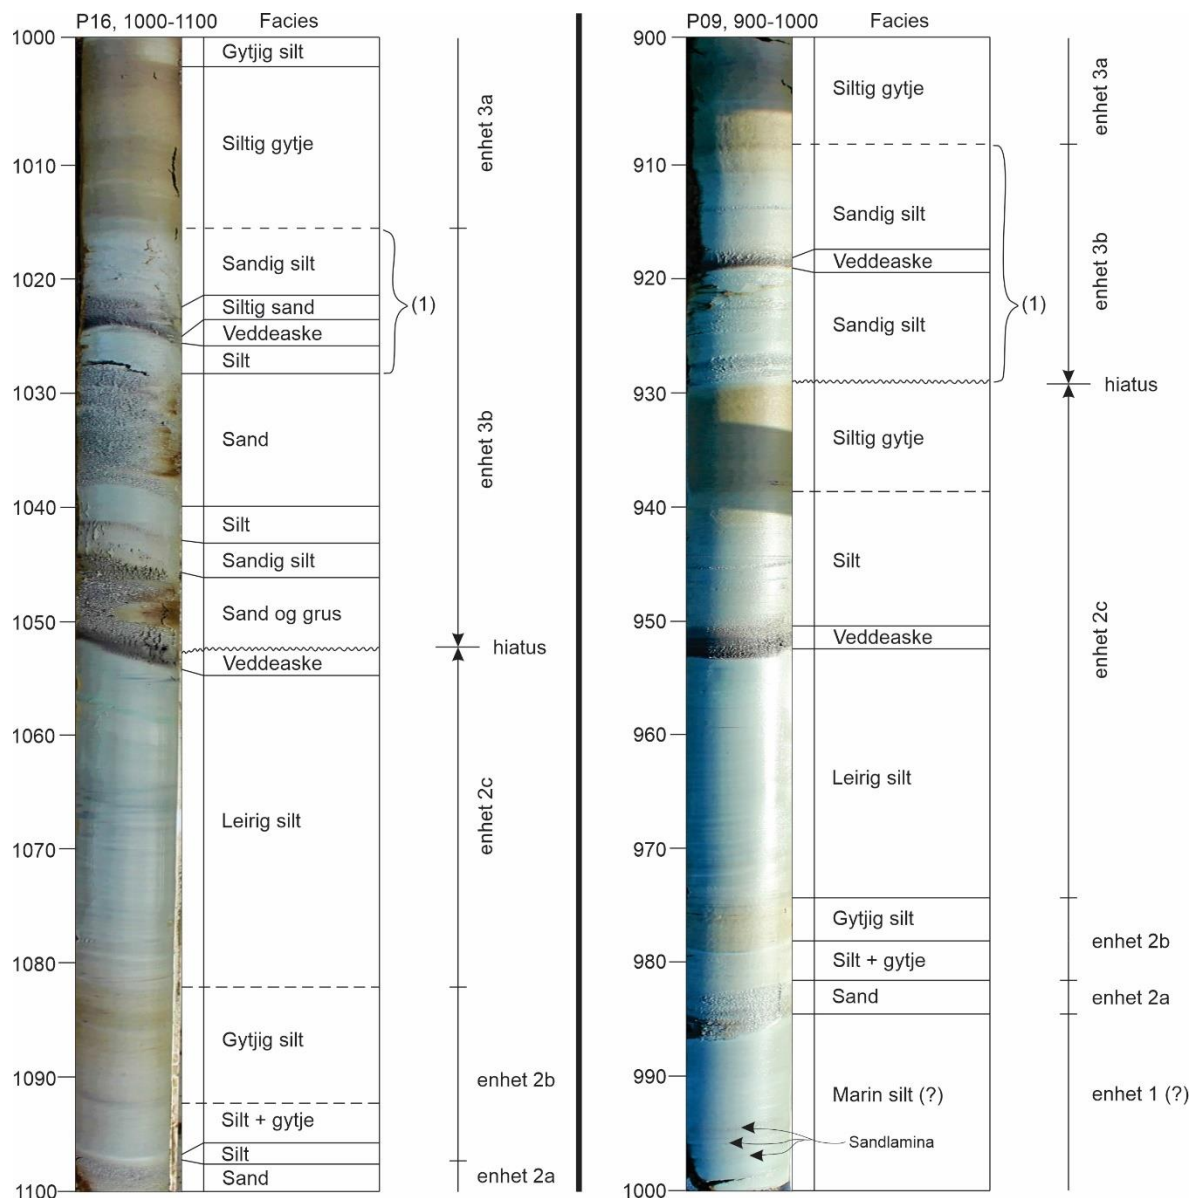 P16, 1000-1100 Facies
1000
1010
1020
1030
1040
1050
1060
1070
1080
1090
1100
Gytjig silt
Siltig gytje
Sandig silt
Siltig sand
Veddeaske
Silt
(1)
Sand
Silt
Sandig silt
Sand og grus
Veddeaske
Leirig silt
Gytjig silt
Silt + gytje
Silt
Sand
enhet 3a
enhet 3b
hiatus
enhet 2c
enhet 2b
enhet 2a
P09, 900-1000 Facies
900
910
920
930
940
950
960
970
980
990
1000
Siltig gytje
Sandig silt
Veddeaske
Sandig silt
(1)
Siltig gytje
Silt
Veddeaske
Leirig silt
Gytjig silt
Silt + gytje
Sand
Marin silt (?)
Sandlamina
enhet 3a
enhet 3b
hiatus
enhet 2c
enhet 2b
enhet 2a
enhet 1 (?)